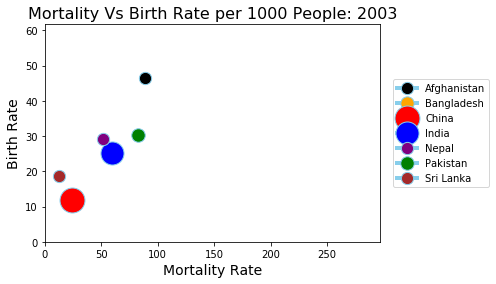 Mortality Vs Birth Rate per 1000 People: 2003
60
50
40
30
20
10
0
Birth Rate
0 50 100 150 200 250
Mortality Rate
Afghanistan
Bangladesh
China
India
Nepal
Pakistan
Sri Lanka